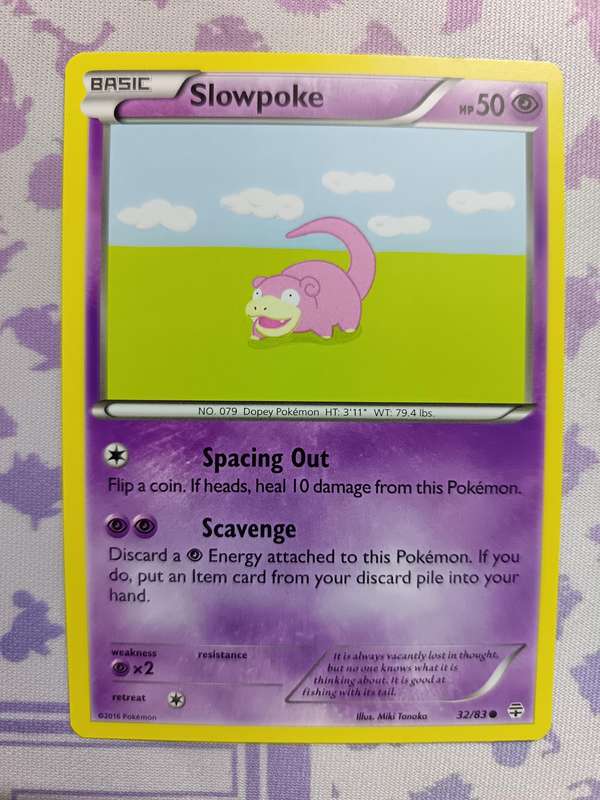 BASIC
Slowpoke
HP 50
NO. 079 Dopey Pokémon HT: 3'11" WT: 79.4 lbs.
Spacing Out
Flip a coin. If heads, heal 10 damage from this Pokémon.
Scavenge
Discard a Energy attached to this Pokémon. If you
do, put an Item card from your discard pile into your
hand.
weakness
×2
resistance
retreat
It is always vacantly lost in thought,
but no one knows what it is
thinking about. It is good at
fishing with its tail.
©2016 Pokémon
Illus. Miki Tanaka
32/83